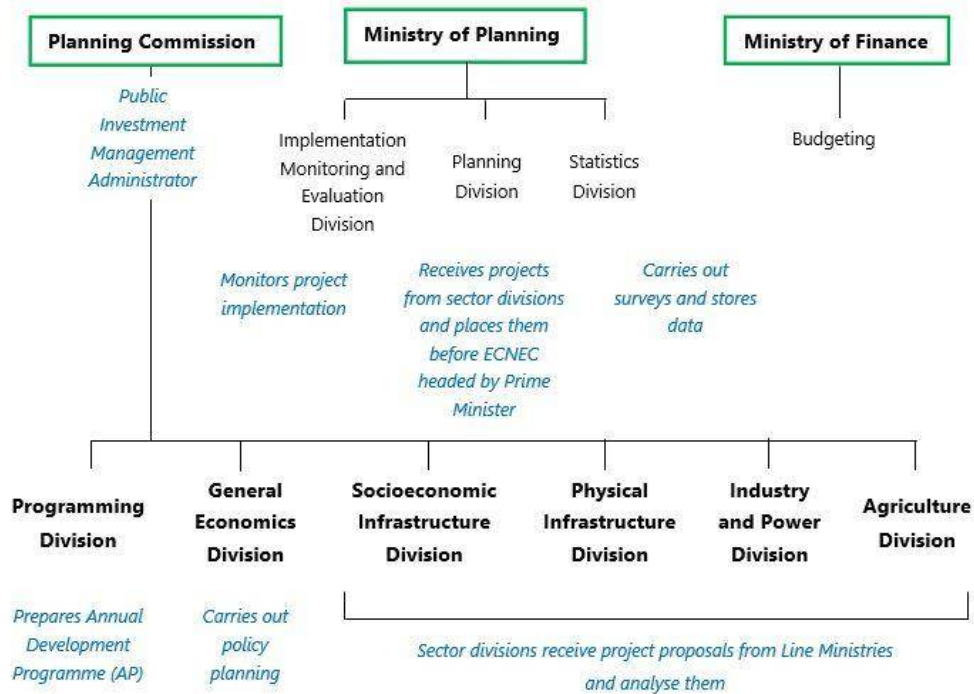 Planning Commission
Ministry of Planning
Ministry of Finance
Public
Investment
Management
Administrator
Implementation
Monitoring and
Evaluation
Division
Planning
Division
Statistics
Division
Budgeting
Monitors project
implementation
Receives projects
from sector divisions
and places them
before ECNEC
headed by Prime
Minister
Carries out
surveys and stores
data
Programming
Division
General
Economics
Division
Socioeconomic
Infrastructure
Division
Physical
Infrastructure
Division
Industry
and Power
Division
Agriculture
Division
Prepares Annual
Development
Programme (AP)
Carries out
policy
planning
Sector divisions receive project proposals from Line Ministries
and analyse them